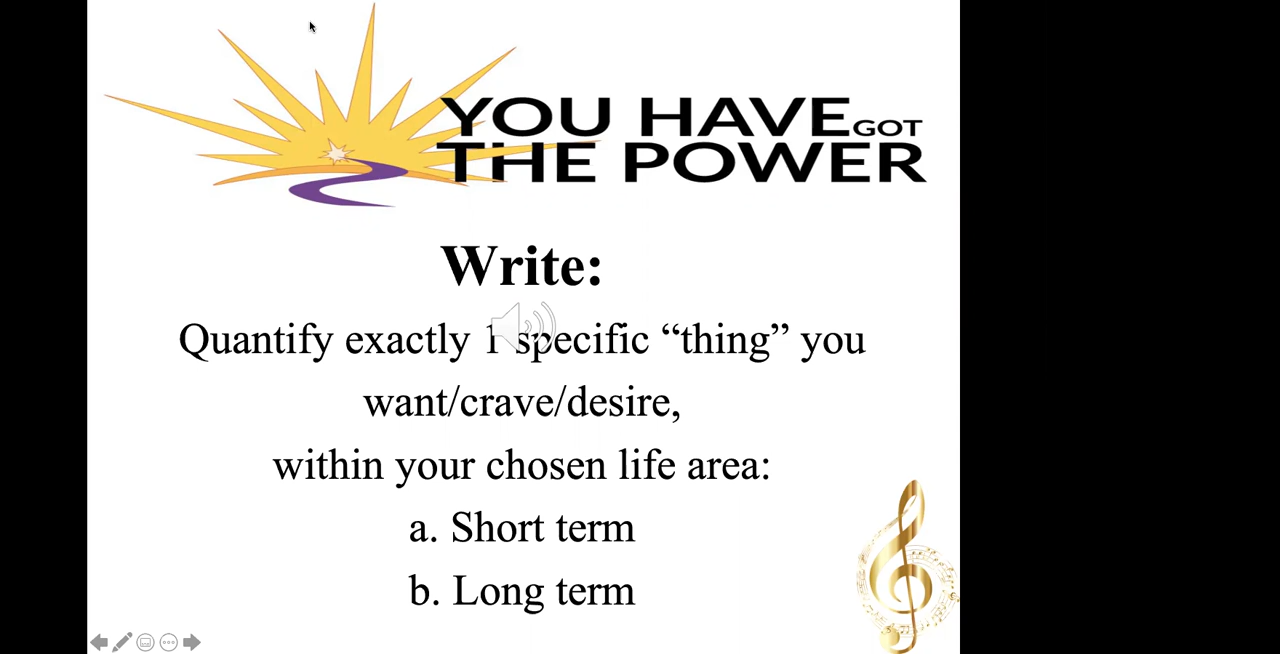 YOU HAVE GOT
THE POWER
Write:
Quantify exactly 1 specific “thing” you
want/crave/desire,
within your chosen life area:
a. Short term
b. Long term